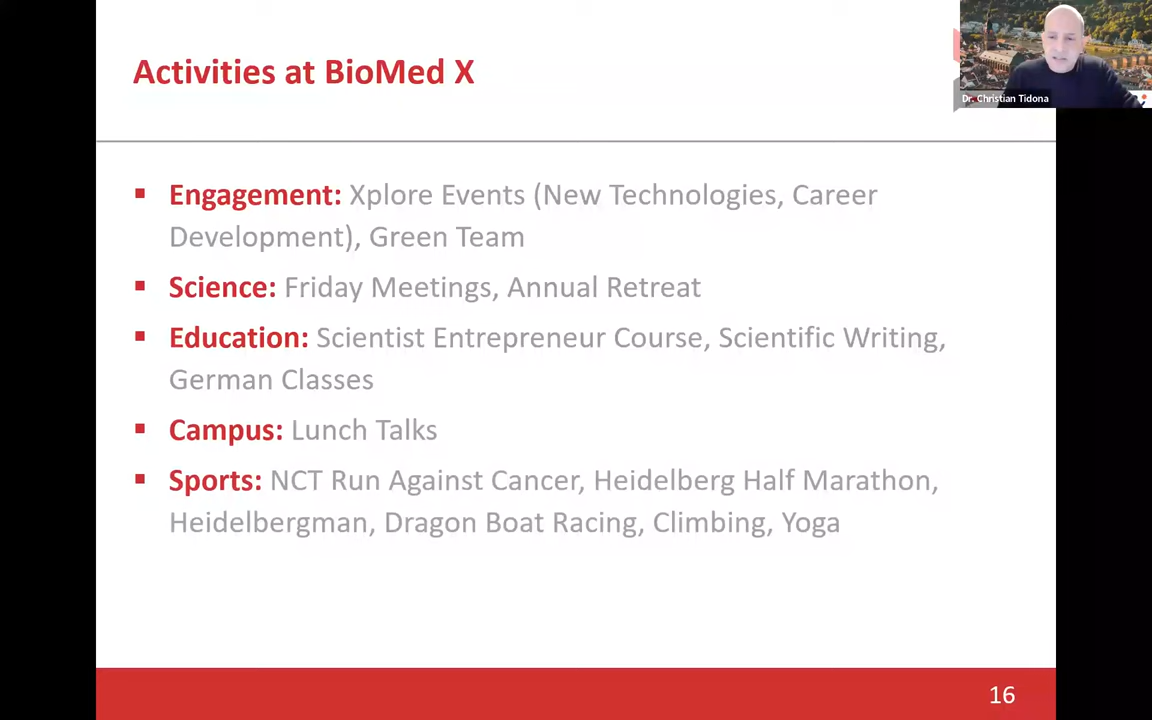 Activities at BioMed X
Dr. Christian Tidona
▪ Engagement: Xplore Events (New Technologies, Career
Development), Green Team
▪ Science: Friday Meetings, Annual Retreat
▪ Education: Scientist Entrepreneur Course, Scientific Writing,
German Classes
▪ Campus: Lunch Talks
▪ Sports: NCT Run Against Cancer, Heidelberg Half Marathon,
Heidelbergman, Dragon Boat Racing, Climbing, Yoga
16